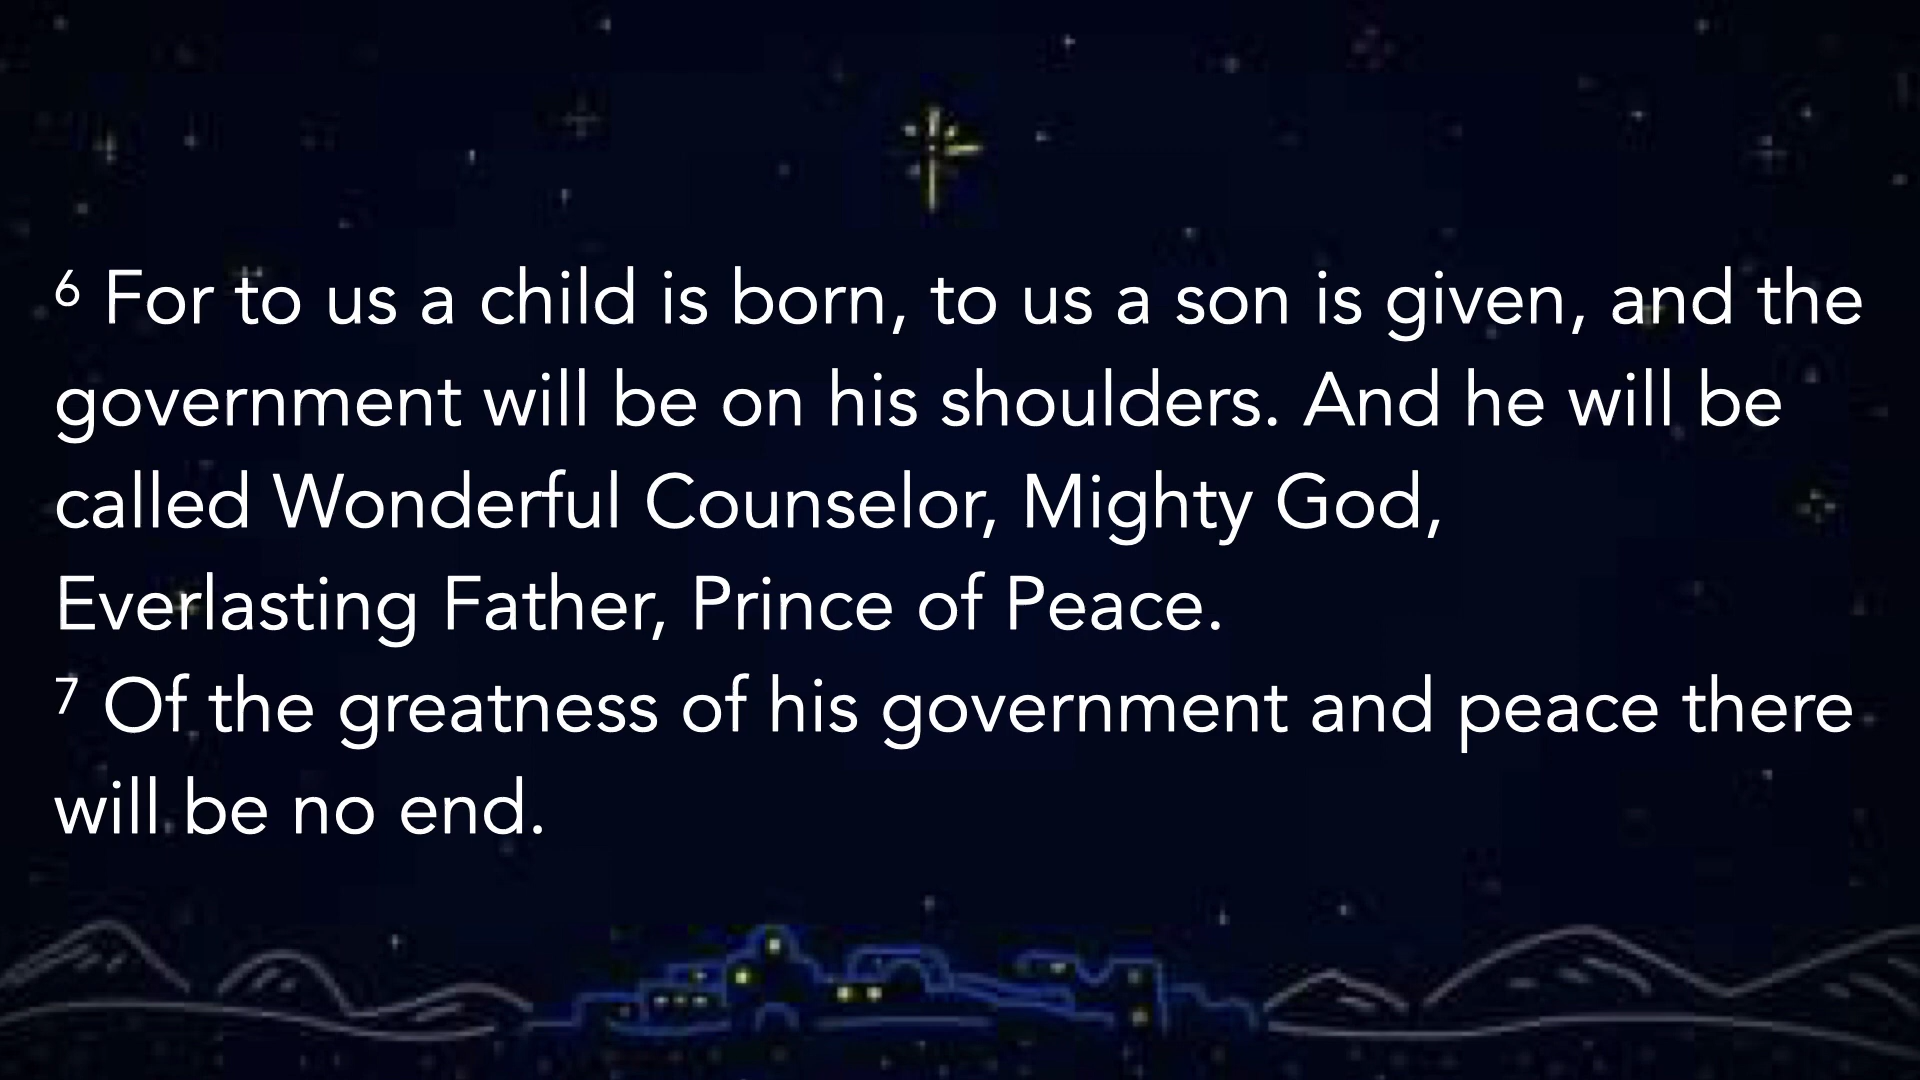 ⁶ For to us a child is born, to us a son is given, and the
government will be on his shoulders. And he will be
called Wonderful Counselor, Mighty God,
Everlasting Father, Prince of Peace.
⁷ Of the greatness of his government and peace there
will be no end.